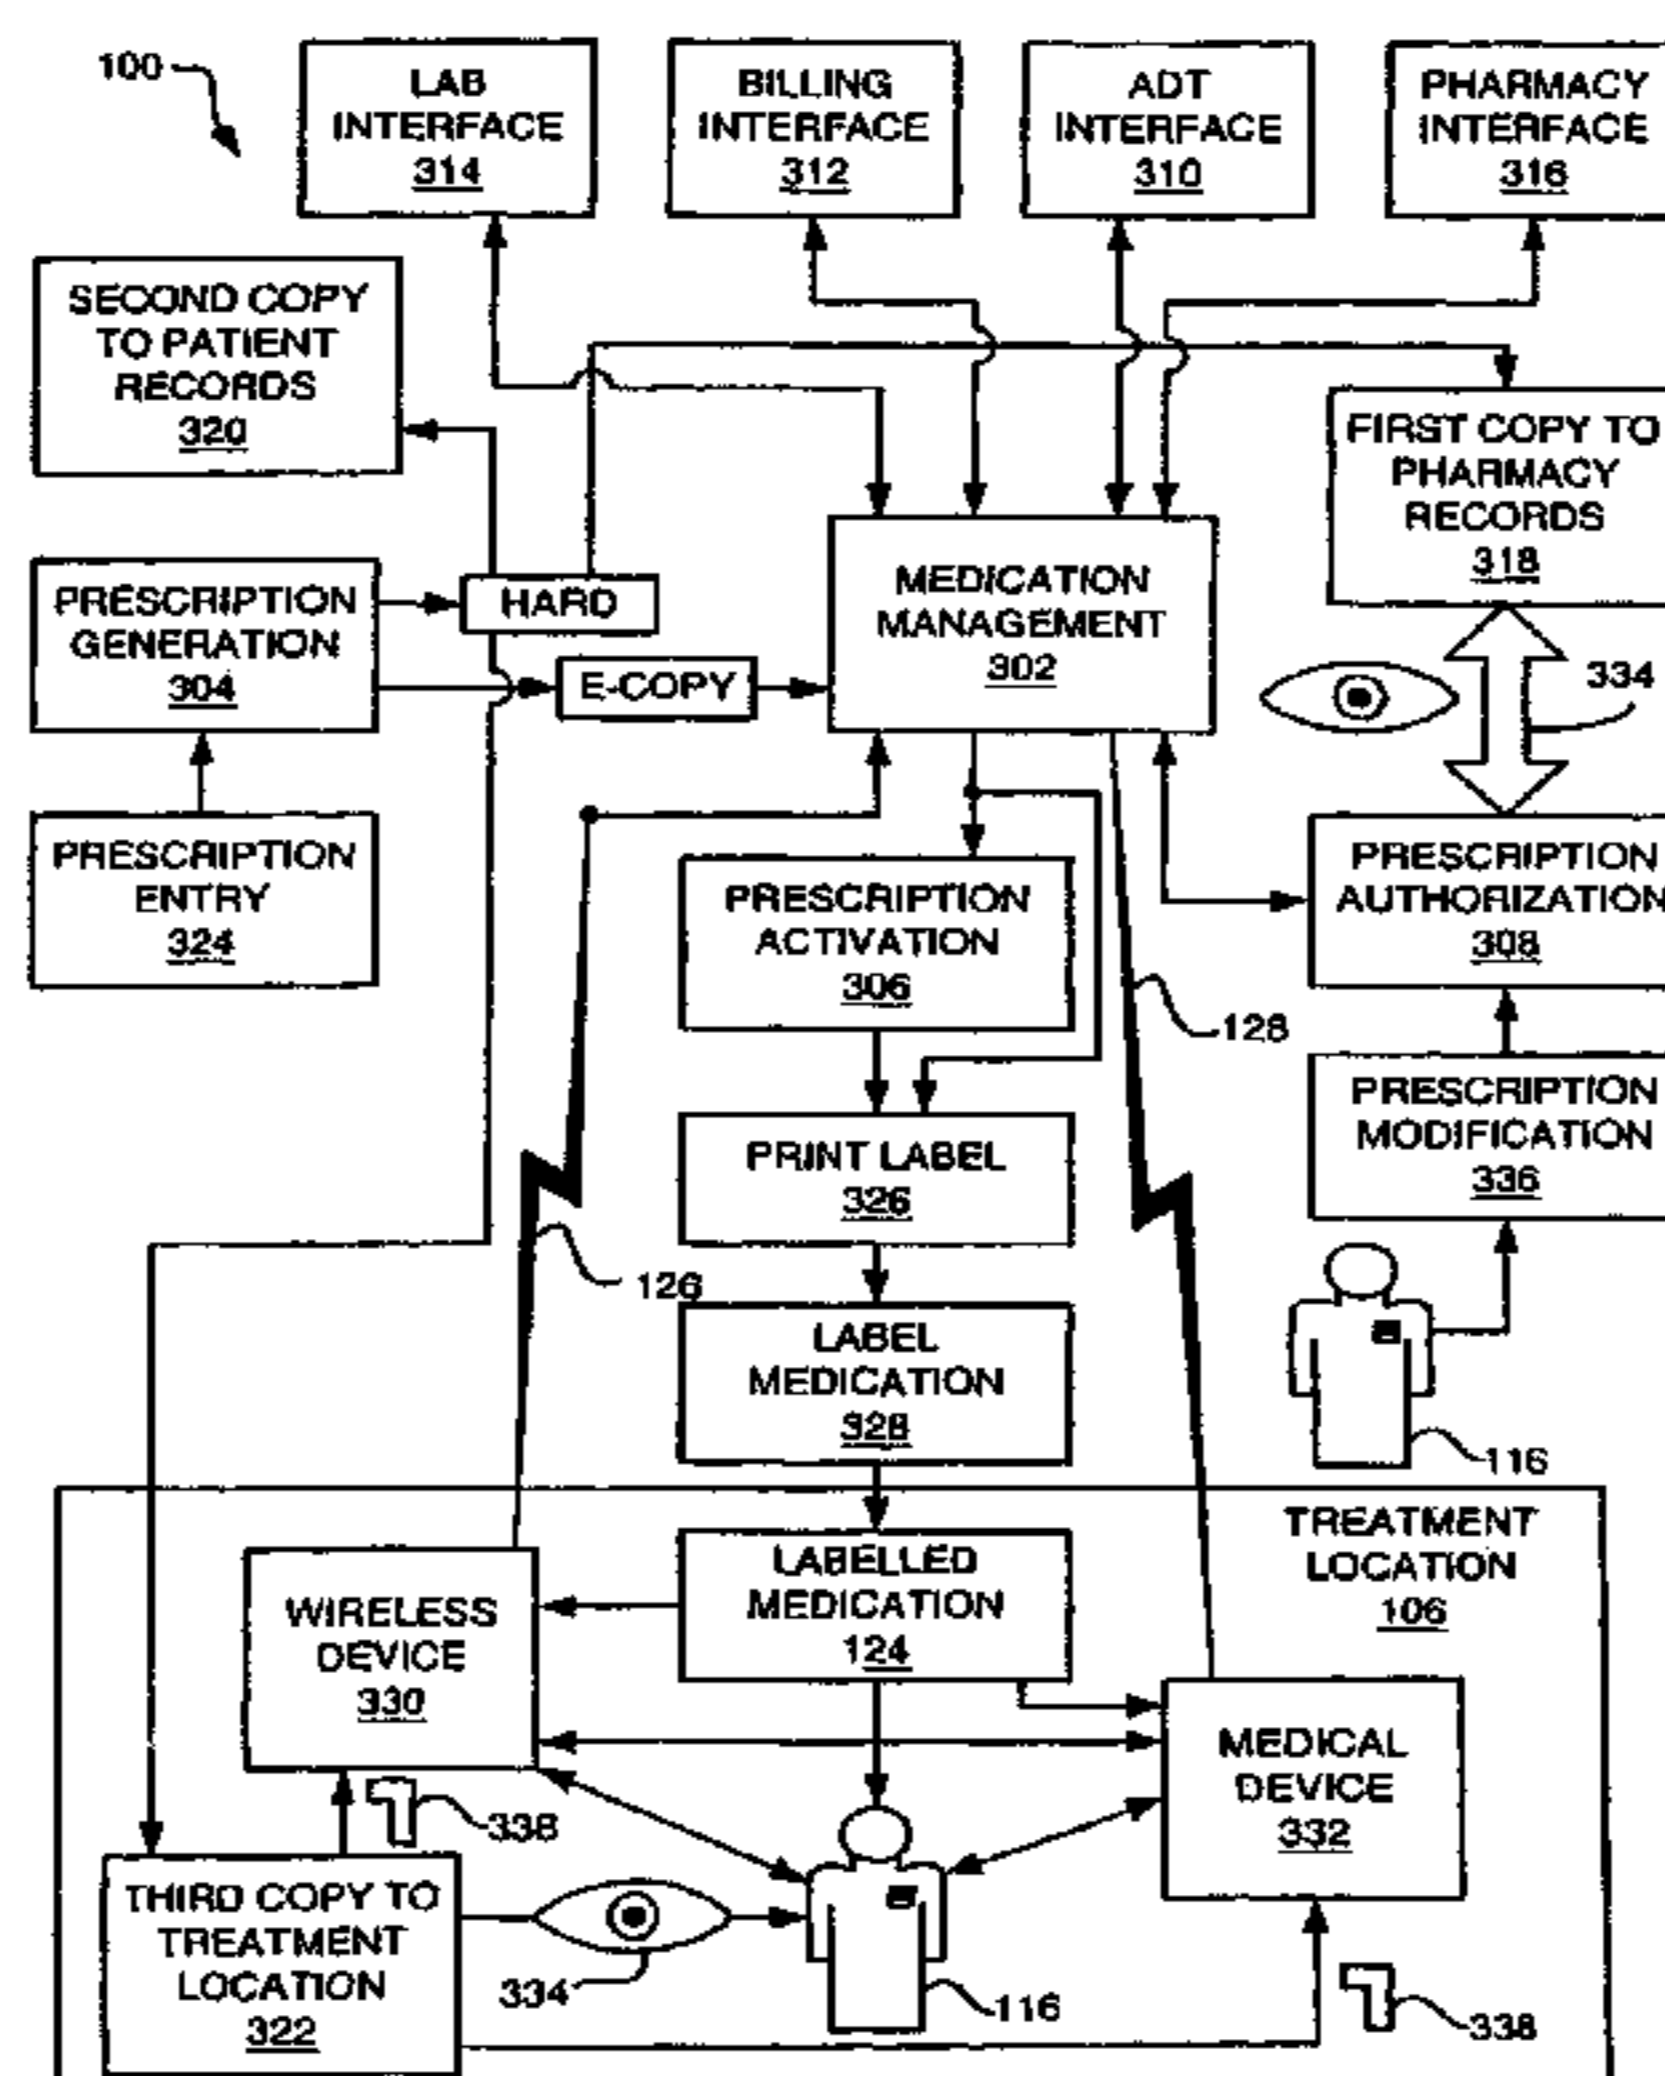 100
LAB
INTERFACE
314
BILLING
INTERFACE
312
ADT
INTERFACE
310
PHARMACY
INTERFACE
316
SECOND COPY
TO PATIENT
RECORDS
320
FIRST COPY TO
PHARMACY
RECORDS
318
PRESCRIPTION
GENERATION
304
HARD
E-COPY
MEDICATION
MANAGEMENT
302
334
PRESCRIPTION
ENTRY
324
PRESCRIPTION
ACTIVATION
306
PRESCRIPTION
AUTHORIZATION
308
128
PRESCRIPTION
MODIFICATION
336
PRINT LABEL
326
126
LABEL
MEDICATION
328
116
TREATMENT
LOCATION
106
LABELLED
MEDICATION
124
WIRELESS
DEVICE
330
MEDICAL
DEVICE
332
338
THIRD COPY TO
TREATMENT
LOCATION
322
334
116
338